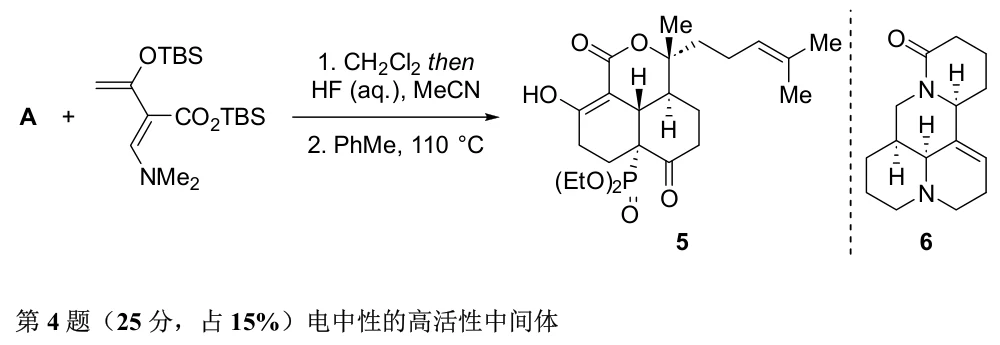 A + OTBS CO₂TBS NMe₂
1. CH₂Cl₂ then
HF (aq.), MeCN
2. PhMe, 110 °C
O O Me Me Me
HO H H
(EtO)₂P O O
5
O H N H H N
6
第 4 题（25 分，占 15%）电中性的高活性中间体